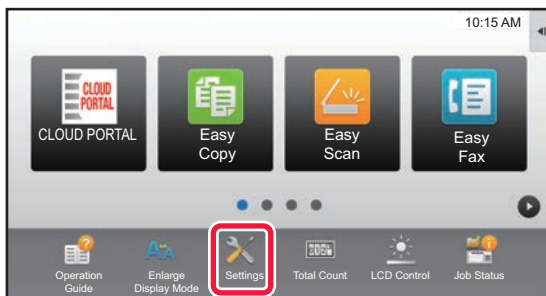 10:15 AM
CLOUD
PORTAL
CLOUD PORTAL
Easy
Copy
Easy
Scan
Easy
Fax
Operation
Guide
Enlarge
Display Mode
Settings
Total Count
LCD Control
Job Status